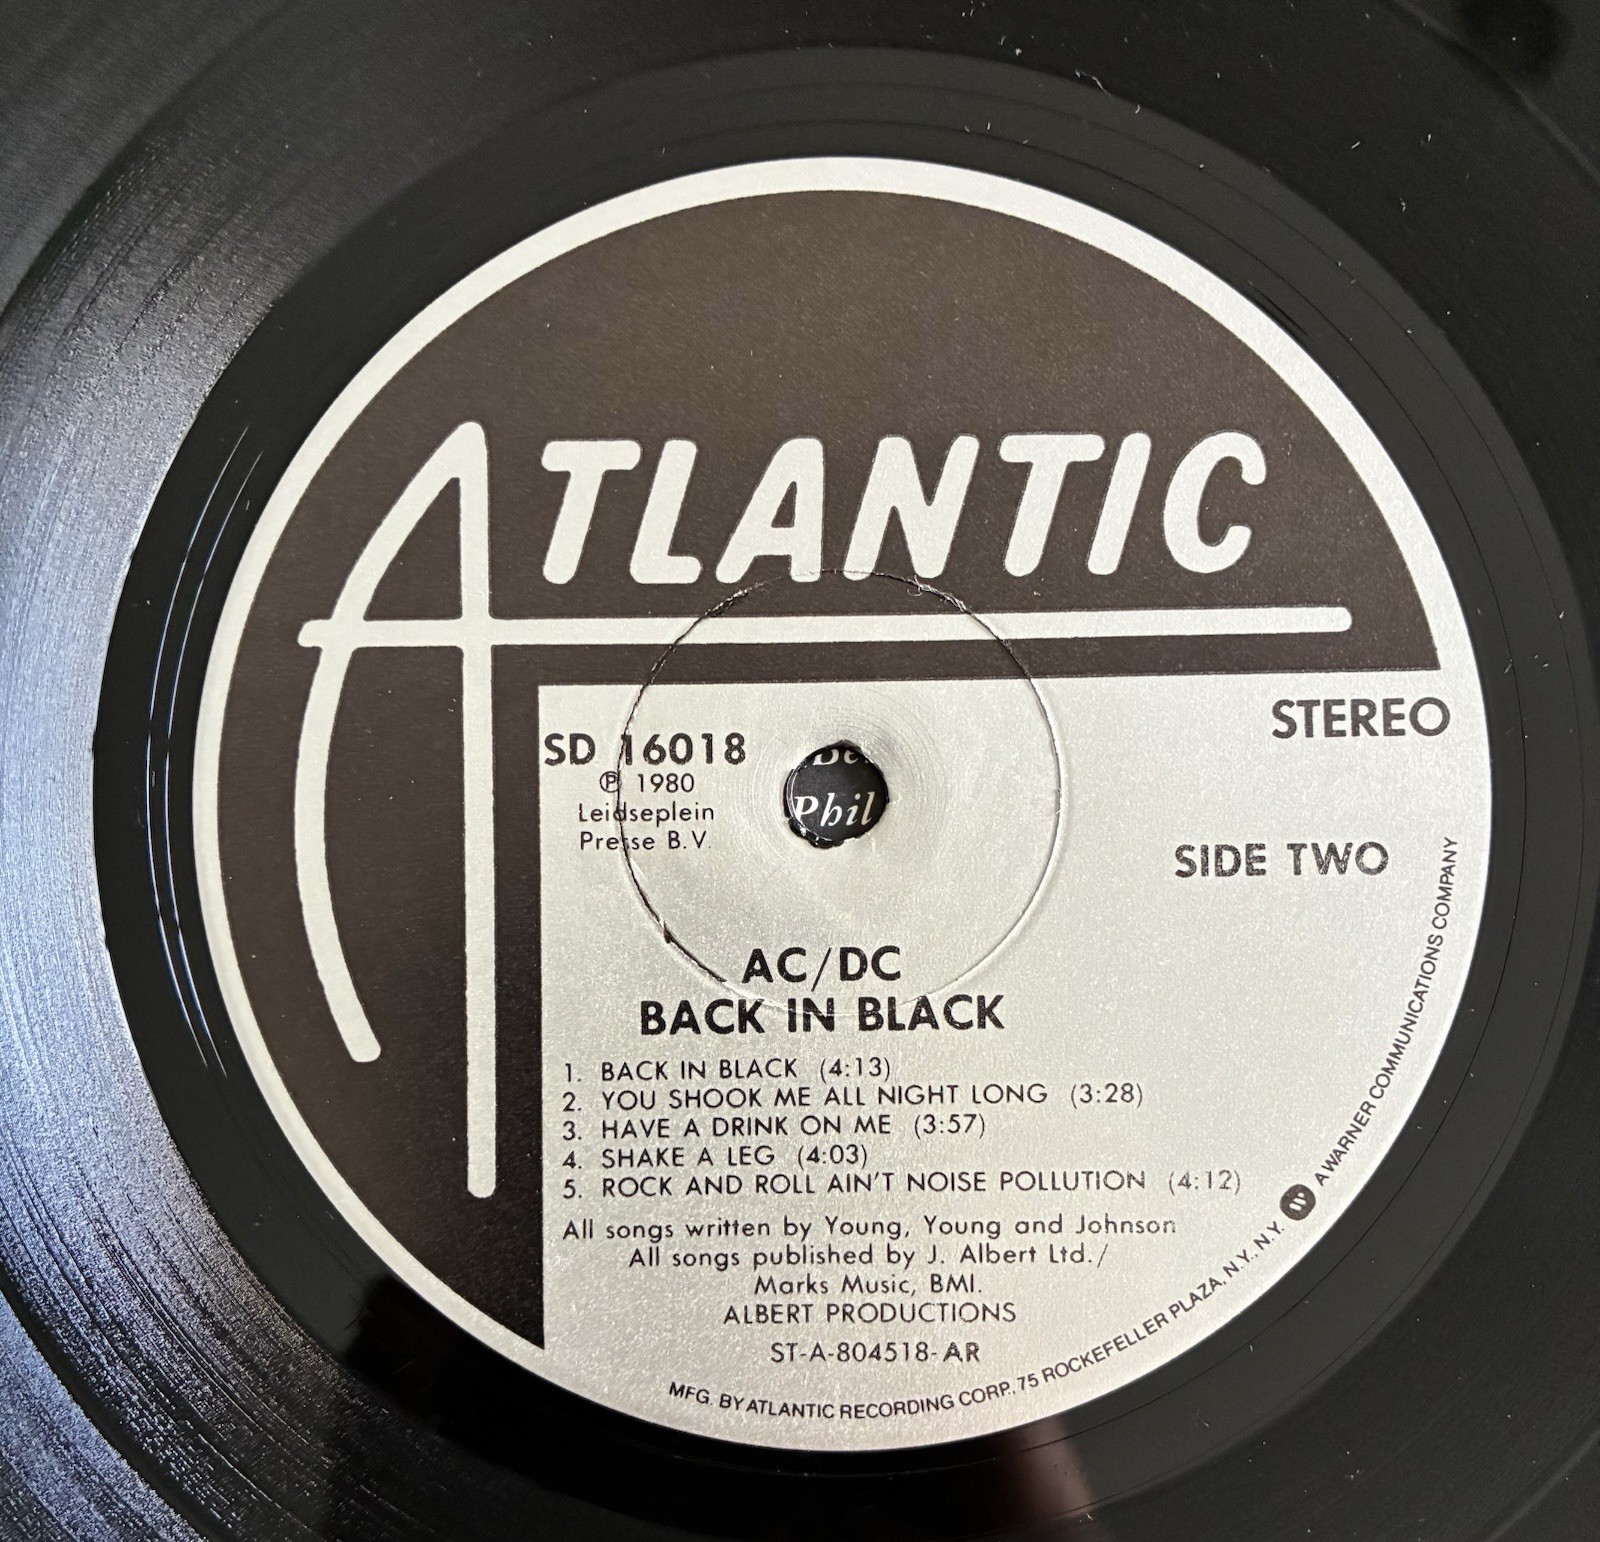 ATLANTIC
STEREO
SD 16018
℗ 1980
Leidseplein
Presse B.V.
Phil
SIDE TWO
AC/DC
BACK IN BLACK
1. BACK IN BLACK (4:13)
2. YOU SHOOK ME ALL NIGHT LONG (3:28)
3. HAVE A DRINK ON ME (3:57)
4. SHAKE A LEG (4:03)
5. ROCK AND ROLL AIN'T NOISE POLLUTION (4:12)
All songs written by Young, Young and Johnson
All songs published by J. Albert Ltd./
Marks Music, BMI.
ALBERT PRODUCTIONS
ST-A-804518-AR
MFG. BY ATLANTIC RECORDING CORP., 75 ROCKEFELLER PLAZA, N.Y., N.Y. W A WARNER COMMUNICATIONS COMPANY